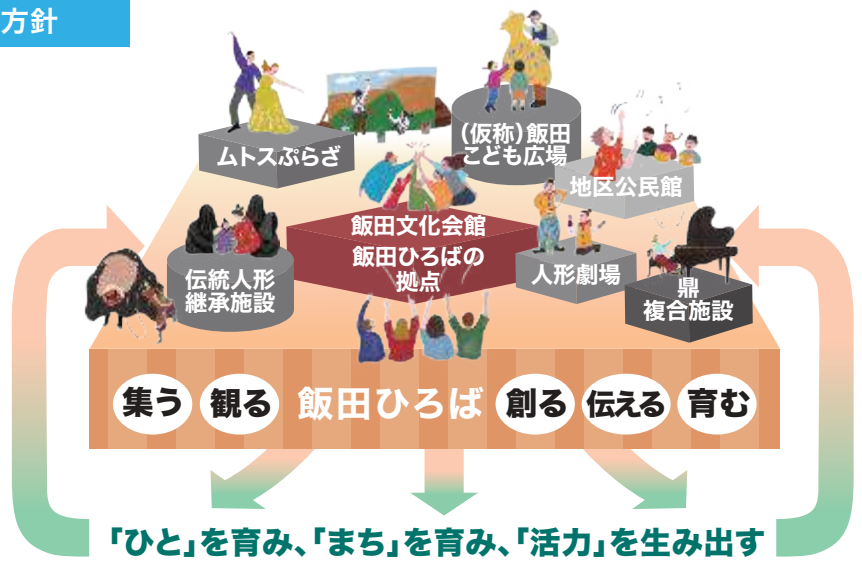 方針
ムトスぷらざ
(仮称)飯田
こども広場
地区公民館
飯田文化会館
飯田ひろばの
拠点
伝統人形
継承施設
人形劇場
鼎
複合施設
集う 観る 飯田ひろば 創る 伝える 育む
「ひと」を育み、「まち」を育み、「活力」を生み出す